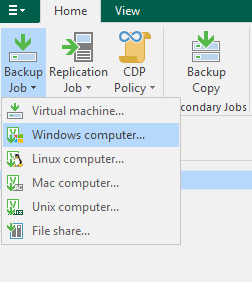 Home View
Backup Replication CDP Backup
Job Job Policy Copy
ondary Jobs
Virtual machine...
Windows computer...
Linux computer...
Mac computer...
Unix computer...
File share...